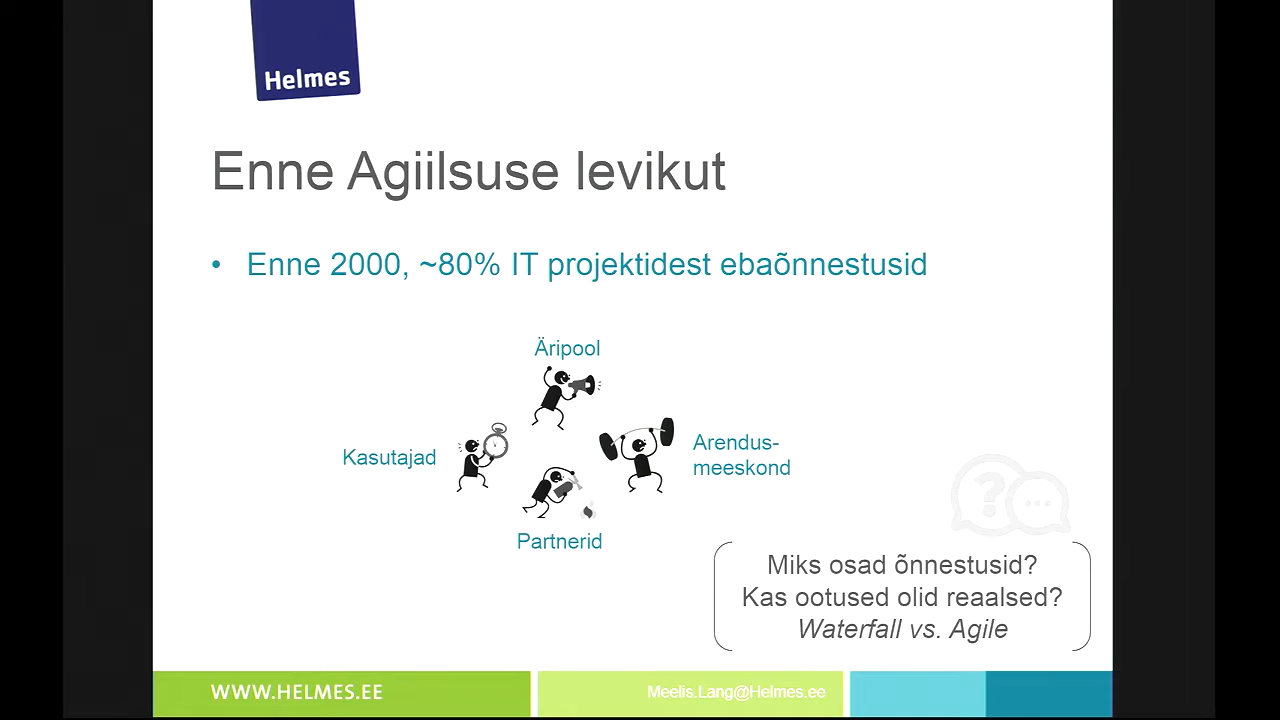 Helmes
Enne Agiilsuse levikut
• Enne 2000, ~80% IT projektidest ebaõnnestusid
Äripool
Kasutajad
Arendus-
meeskond
Partnerid
Miks osad õnnestusid?
Kas ootused olid reaalsed?
Waterfall vs. Agile
WWW.HELMES.EE
Meelis.Lang@Helmes.ee